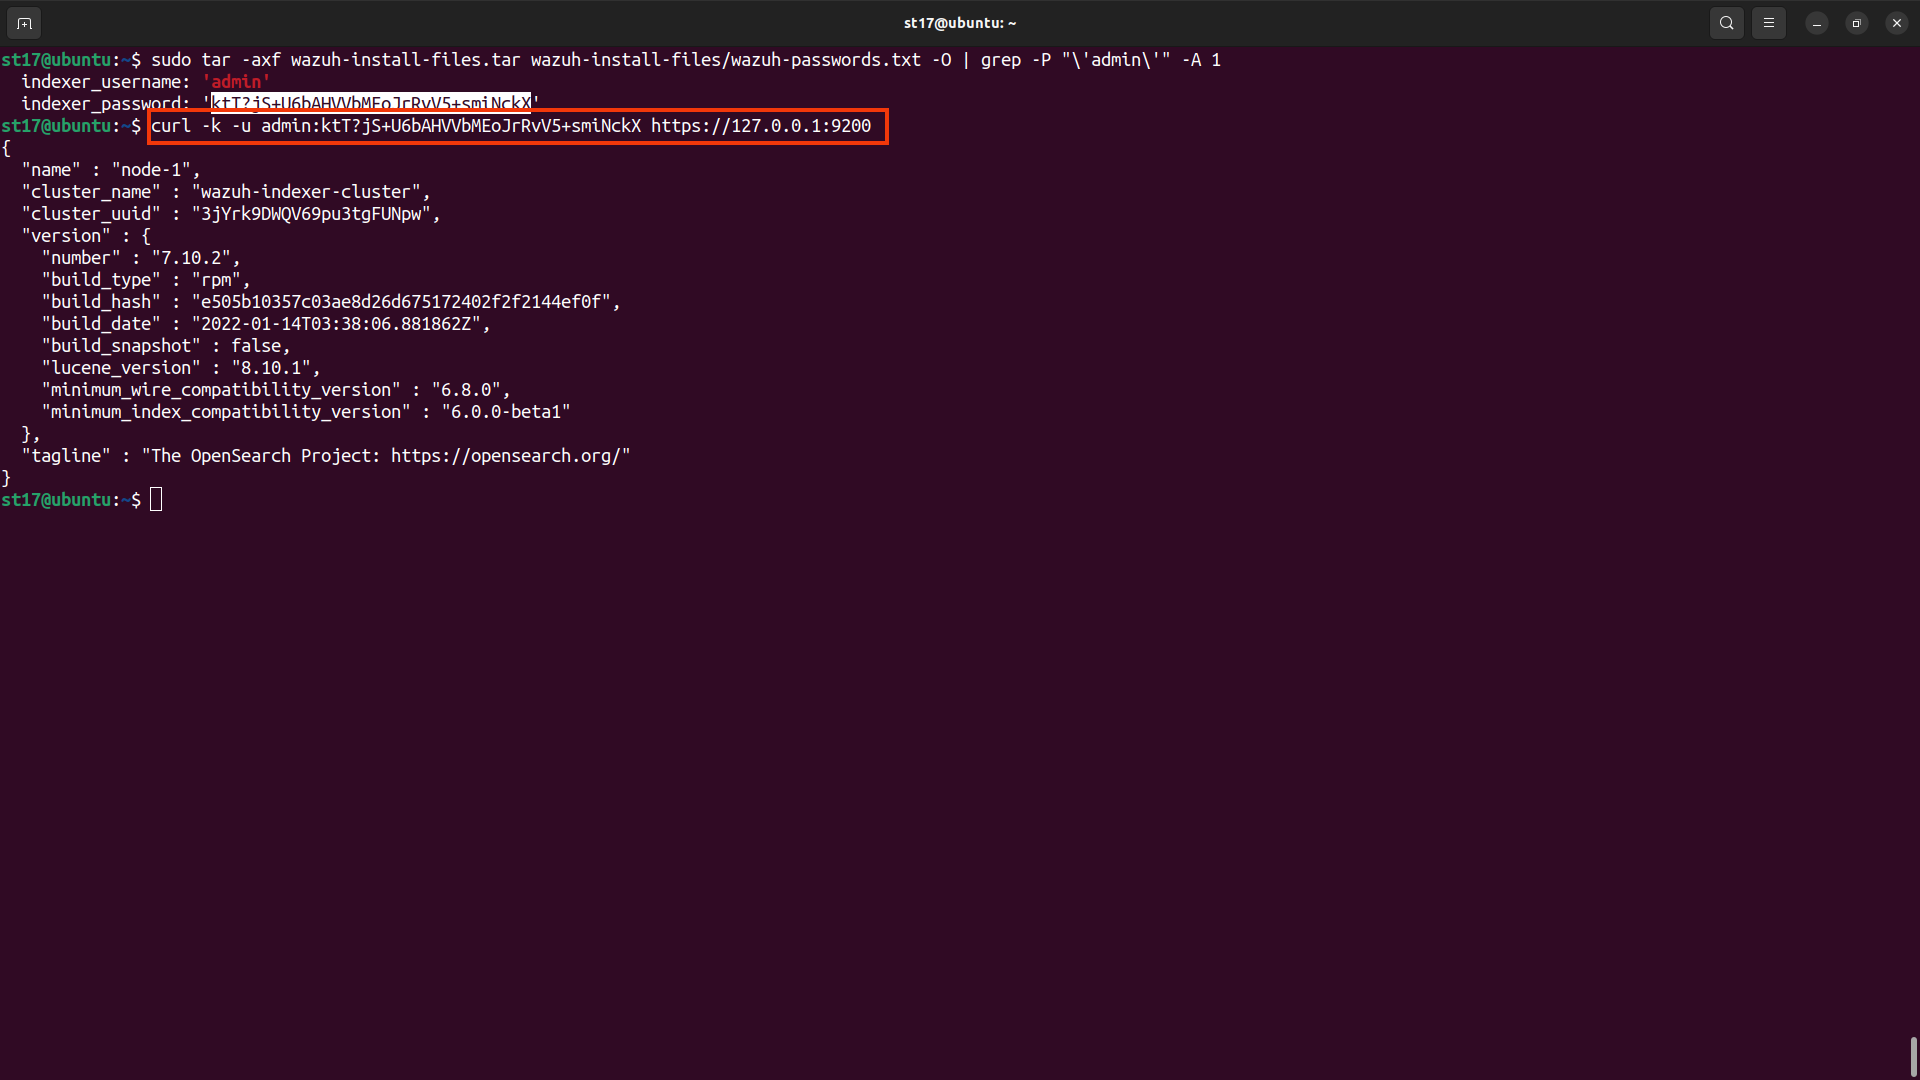 st17@ubuntu: ~
st17@ubuntu:~$ sudo tar -axf wazuh-install-files.tar wazuh-install-files/wazuh-passwords.txt -O | grep -P "\'admin\'" -A 1
  indexer_username: 'admin'
  indexer_password: 'ktT?jS+U6bAHVVbMEoJrRvV5+smiNckX'
st17@ubuntu:~$ curl -k -u admin:ktT?jS+U6bAHVVbMEoJrRvV5+smiNckX https://127.0.0.1:9200
{
  "name" : "node-1",
  "cluster_name" : "wazuh-indexer-cluster",
  "cluster_uuid" : "3jYrk9DWQV69pu3tgFUNpw",
  "version" : {
    "number" : "7.10.2",
    "build_type" : "rpm",
    "build_hash" : "e505b10357c03ae8d26d675172402f2f2144ef0f",
    "build_date" : "2022-01-14T03:38:06.881862Z",
    "build_snapshot" : false,
    "lucene_version" : "8.10.1",
    "minimum_wire_compatibility_version" : "6.8.0",
    "minimum_index_compatibility_version" : "6.0.0-beta1"
  },
  "tagline" : "The OpenSearch Project: https://opensearch.org/"
}
st17@ubuntu:~$